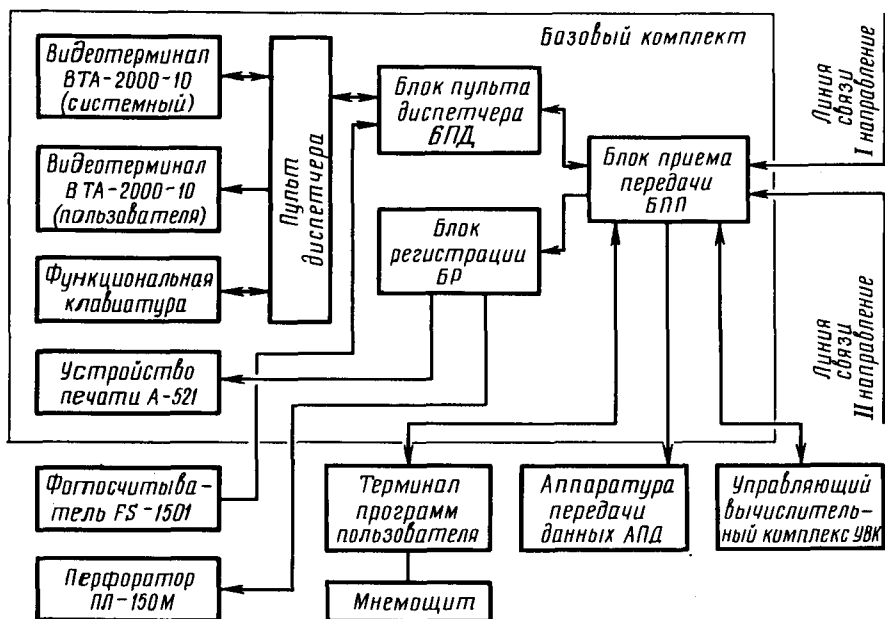 Базовый комплект
Видеотерминал
ВТА-2000-10
(системный)
Видеотерминал
ВТА-2000-10
(пользователя)
Функциональная
клавиатура
Устройство
печати А-521
Пульт
диспетчера
Блок пульта
диспетчера
БПД
Блок
регистрации
БР
Блок приема
передачи
БПП
Линия
связи
I направление
Линия
связи
II направление
Фотосчитыва-
тель FS-1501
Перфоратор
ПЛ-150М
Терминал
программ
пользователя
Мнемощит
Аппаратура
передачи
данных АПД
Управляющий
вычислитель-
ный комплекс УВК